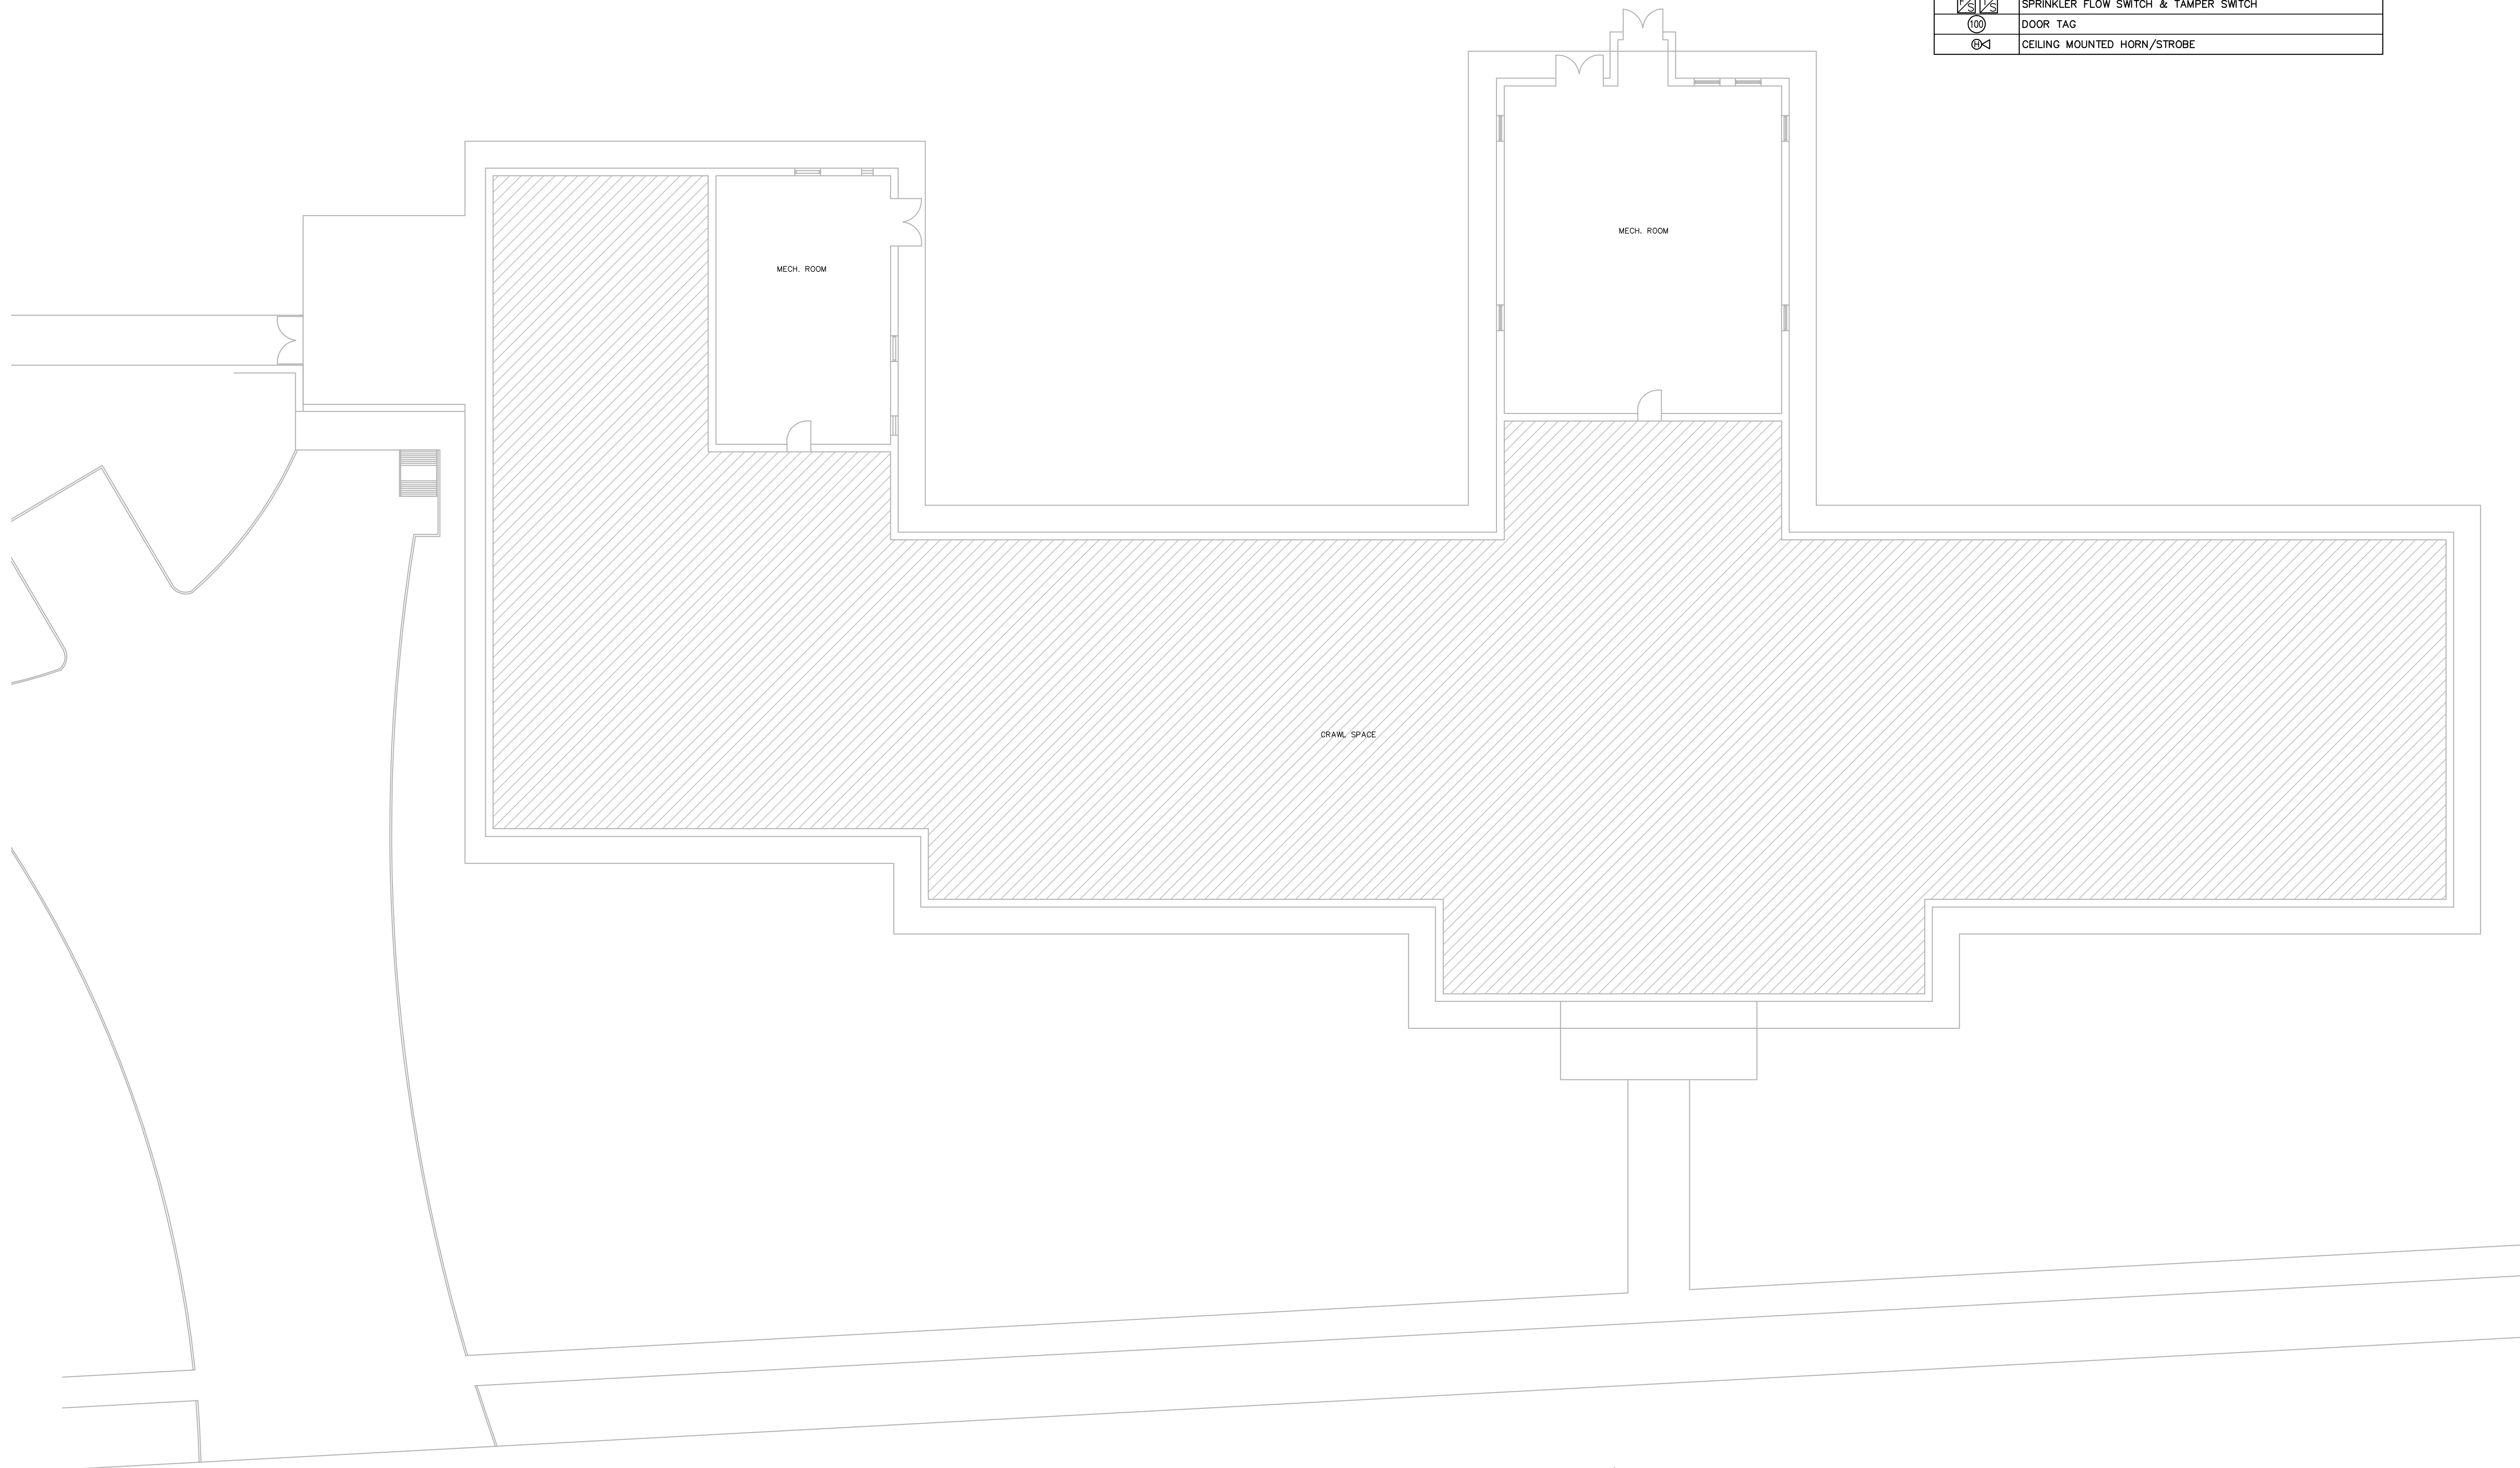 F/S T/S SPRINKLER FLOW SWITCH & TAMPER SWITCH
100 DOOR TAG
H CEILING MOUNTED HORN/STROBE
MECH. ROOM
MECH. ROOM
CRAWL SPACE